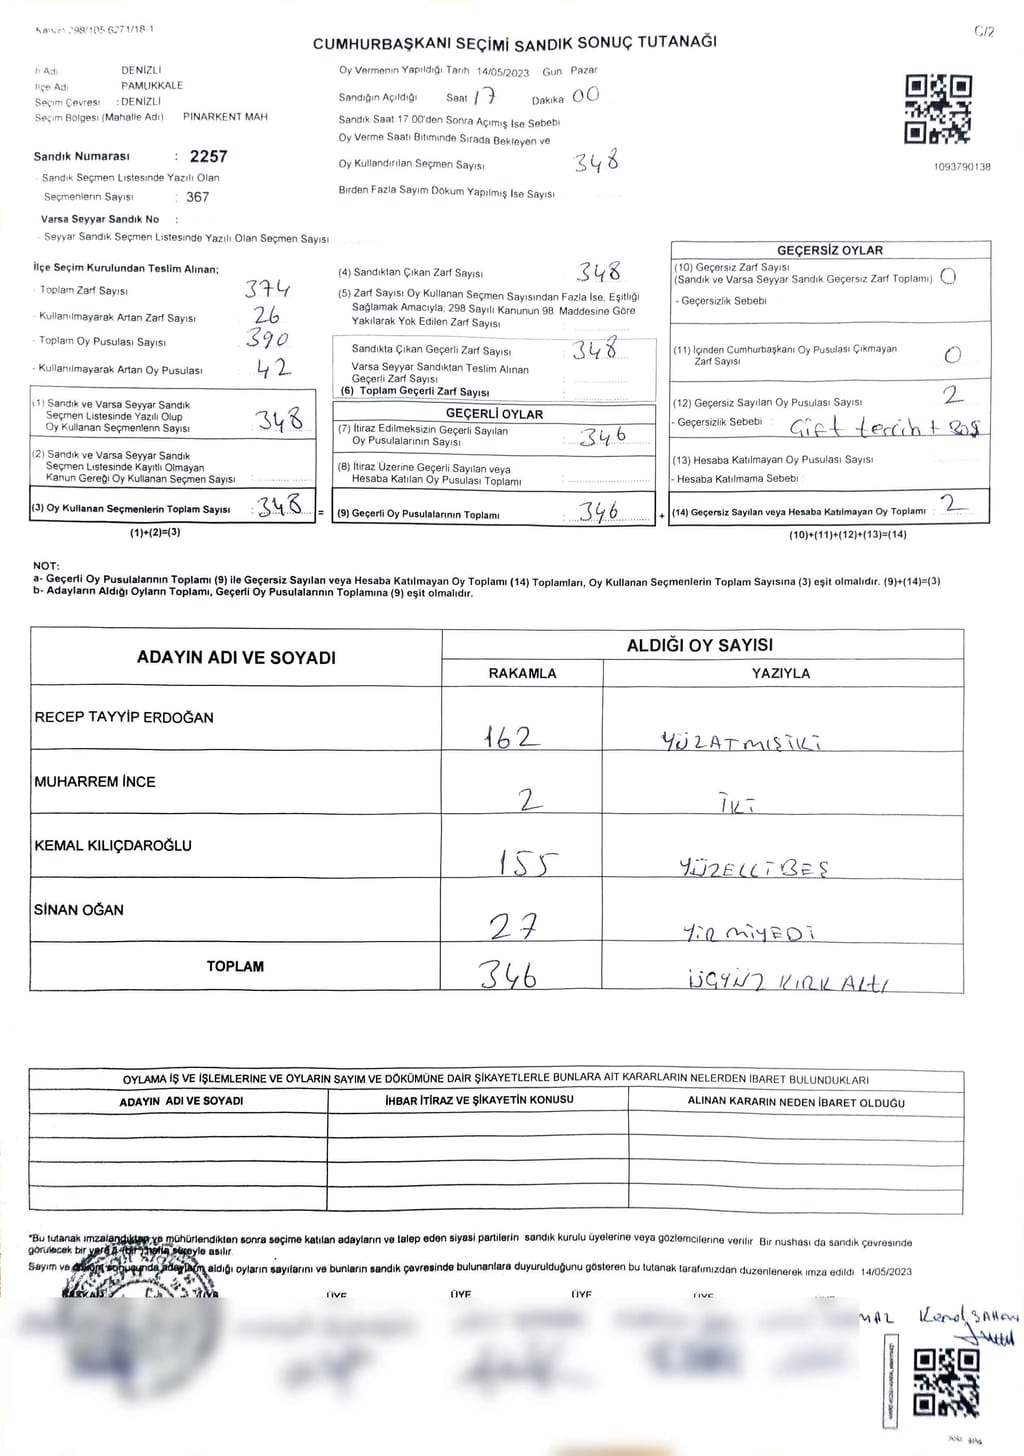 C/2
CUMHURBAŞKANI SEÇİMİ SANDIK SONUÇ TUTANAĞI
İl Adı DENİZLİ
İlçe Adı PAMUKKALE
Seçim Çevresi : DENİZLİ
Seçim Bölgesi (Mahalle Adı) PINARKENT MAH
Sandık Numarası : 2257
- Sandık Seçmen Listesinde Yazılı Olan
Seçmenlerin Sayısı : 367
Varsa Seyyar Sandık No :
- Seyyar Sandık Seçmen Listesinde Yazılı Olan Seçmen Sayısı
Oy Vermenin Yapıldığı Tarih 14/05/2023 Gün Pazar
Sandığın Açıldığı Saat 17 Dakika 00
Sandık Saat 17 00'den Sonra Açımış İse Sebebi
Oy Verme Saati Bitiminde Sırada Bekleyen ve
Oy Kullandırılan Seçmen Sayısı 348
Birden Fazla Sayım Döküm Yapılmış İse Sayısı
1093790138
İlçe Seçim Kurulundan Teslim Alınan;
- Toplam Zarf Sayısı 374
- Kullanılmayarak Artan Zarf Sayısı 26
- Toplam Oy Pusulası Sayısı 390
- Kullanılmayarak Artan Oy Pusulası 42
(1) Sandık ve Varsa Seyyar Sandık
Seçmen Listesinde Yazılı Olup
Oy Kullanan Seçmenlerin Sayısı : 348
(2) Sandık ve Varsa Seyyar Sandık
Seçmen Listesinde Kayıtlı Olmayan
Kanun Gereği Oy Kullanan Seçmen Sayısı :
(3) Oy Kullanan Seçmenlerin Toplam Sayısı : 348 =
(1)+(2)=(3)
(4) Sandıktan Çıkan Zarf Sayısı 348
(5) Zarf Sayısı Oy Kullanan Seçmen Sayısından Fazla İse, Eşitliği
Sağlamak Amacıyla; 298 Sayılı Kanunun 98 Maddesine Göre
Yakılarak Yok Edilen Zarf Sayısı :
Sandıkta Çıkan Geçerli Zarf Sayısı : 348
Varsa Seyyar Sandıktan Teslim Alınan
Geçerli Zarf Sayısı :
(6) Toplam Geçerli Zarf Sayısı :
GEÇERLİ OYLAR
(7) İtiraz Edilmeksizin Geçerli Sayılan
Oy Pusulalarının Sayısı : 346
(8) İtiraz Üzerine Geçerli Sayılan veya
Hesaba Katılan Oy Pusulası Toplamı :
(9) Geçerli Oy Pusulalarının Toplamı : 346 +
GEÇERSİZ OYLAR
(10) Geçersiz Zarf Sayısı
(Sandık ve Varsa Seyyar Sandık Geçersiz Zarf Toplamı) : 0
- Geçersizlik Sebebi
(11) İçinden Cumhurbaşkanı Oy Pusulası Çıkmayan
Zarf Sayısı 0
(12) Geçersiz Sayılan Oy Pusulası Sayısı 2
- Geçersizlik Sebebi : Çift tercih + Boş
(13) Hesaba Katılmayan Oy Pusulası Sayısı
- Hesaba Katılmama Sebebi :
(14) Geçersiz Sayılan veya Hesaba Katılmayan Oy Toplamı : 2
(10)+(11)+(12)+(13)=(14)
NOT:
a- Geçerli Oy Pusulalarının Toplamı (9) ile Geçersiz Sayılan veya Hesaba Katılmayan Oy Toplamı (14) Toplamları, Oy Kullanan Seçmenlerin Toplam Sayısına (3) eşit olmalıdır. (9)+(14)=(3)
b- Adayların Aldığı Oyların Toplamı, Geçerli Oy Pusulalarının Toplamına (9) eşit olmalıdır.
ADAYIN ADI VE SOYADI ALDIĞI OY SAYISI
RAKAMLA YAZIYLA
RECEP TAYYİP ERDOĞAN 162 YÜZATMIŞİKİ
MUHARREM İNCE 2 İKİ
KEMAL KILIÇDAROĞLU 155 YÜZELLİBEŞ
SİNAN OĞAN 27 YİRMİYEDİ
TOPLAM 346 ÜÇYÜZ KIRK ALTI
OYLAMA İŞ VE İŞLEMLERİNE VE OYLARIN SAYIM VE DÖKÜMÜNE DAİR ŞİKAYETLERLE BUNLARA AİT KARARLARIN NELERDEN İBARET BULUNDUKLARI
ADAYIN ADI VE SOYADI İHBAR İTİRAZ VE ŞİKAYETİN KONUSU ALINAN KARARIN NEDEN İBARET OLDUĞU
*Bu tutanak imzalandıktan ve mühürlendikten sonra seçime katılan adayların ve talep eden siyasi partilerin sandık kurulu üyelerine veya gözlemcilerine verilir. Bir nushası da sandık çevresinde
görülecek bir yere 1 (bir) hafta süreyle asılır.
Sayım ve döküm sonucunda adayların aldığı oyların sayılarını ve bunların sandık çevresinde bulunanlara duyurulduğunu gösteren bu tutanak tarafımızdan düzenlenerek imza edildi 14/05/2023
BAŞKAN ÜYE ÜYE ÜYE ÜYE